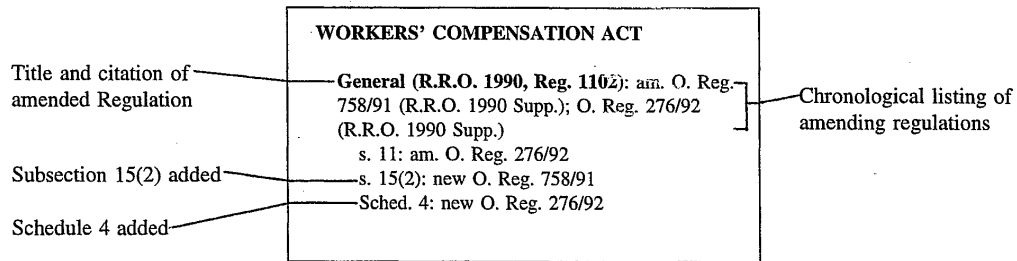 WORKERS' COMPENSATION ACT
Title and citation of
amended Regulation
General (R.R.O. 1990, Reg. 1102): am. O. Reg.
758/91 (R.R.O. 1990 Supp.); O. Reg. 276/92
(R.R.O. 1990 Supp.)
Chronological listing of
amending regulations
s. 11: am. O. Reg. 276/92
Subsection 15(2) added
s. 15(2): new O. Reg. 758/91
Schedule 4 added
Sched. 4: new O. Reg. 276/92